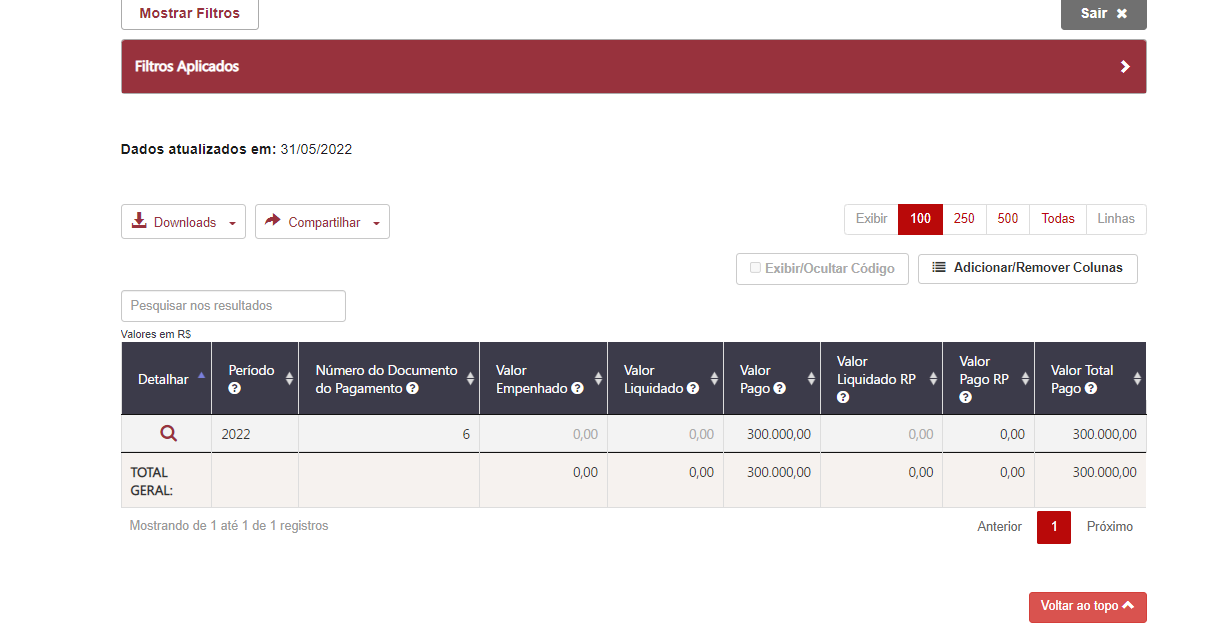 Mostrar Filtros
Sair ✖
Filtros Aplicados
Dados atualizados em: 31/05/2022
Downloads
Compartilhar
Exibir 100 250 500 Todas Linhas
Exibir/Ocultar Código
Adicionar/Remover Colunas
Pesquisar nos resultados
Valores em R$
Detalhar
Período ?
Número do Documento
do Pagamento ?
Valor
Empenhado ?
Valor
Liquidado ?
Valor
Pago ?
Valor
Liquidado RP
?
Valor
Pago RP
?
Valor Total
Pago ?
2022 6 0,00 0,00 300.000,00 0,00 0,00 300.000,00
TOTAL
GERAL:
0,00 0,00 300.000,00 0,00 0,00 300.000,00
Mostrando de 1 até 1 de 1 registros
Anterior 1 Próximo
Voltar ao topo